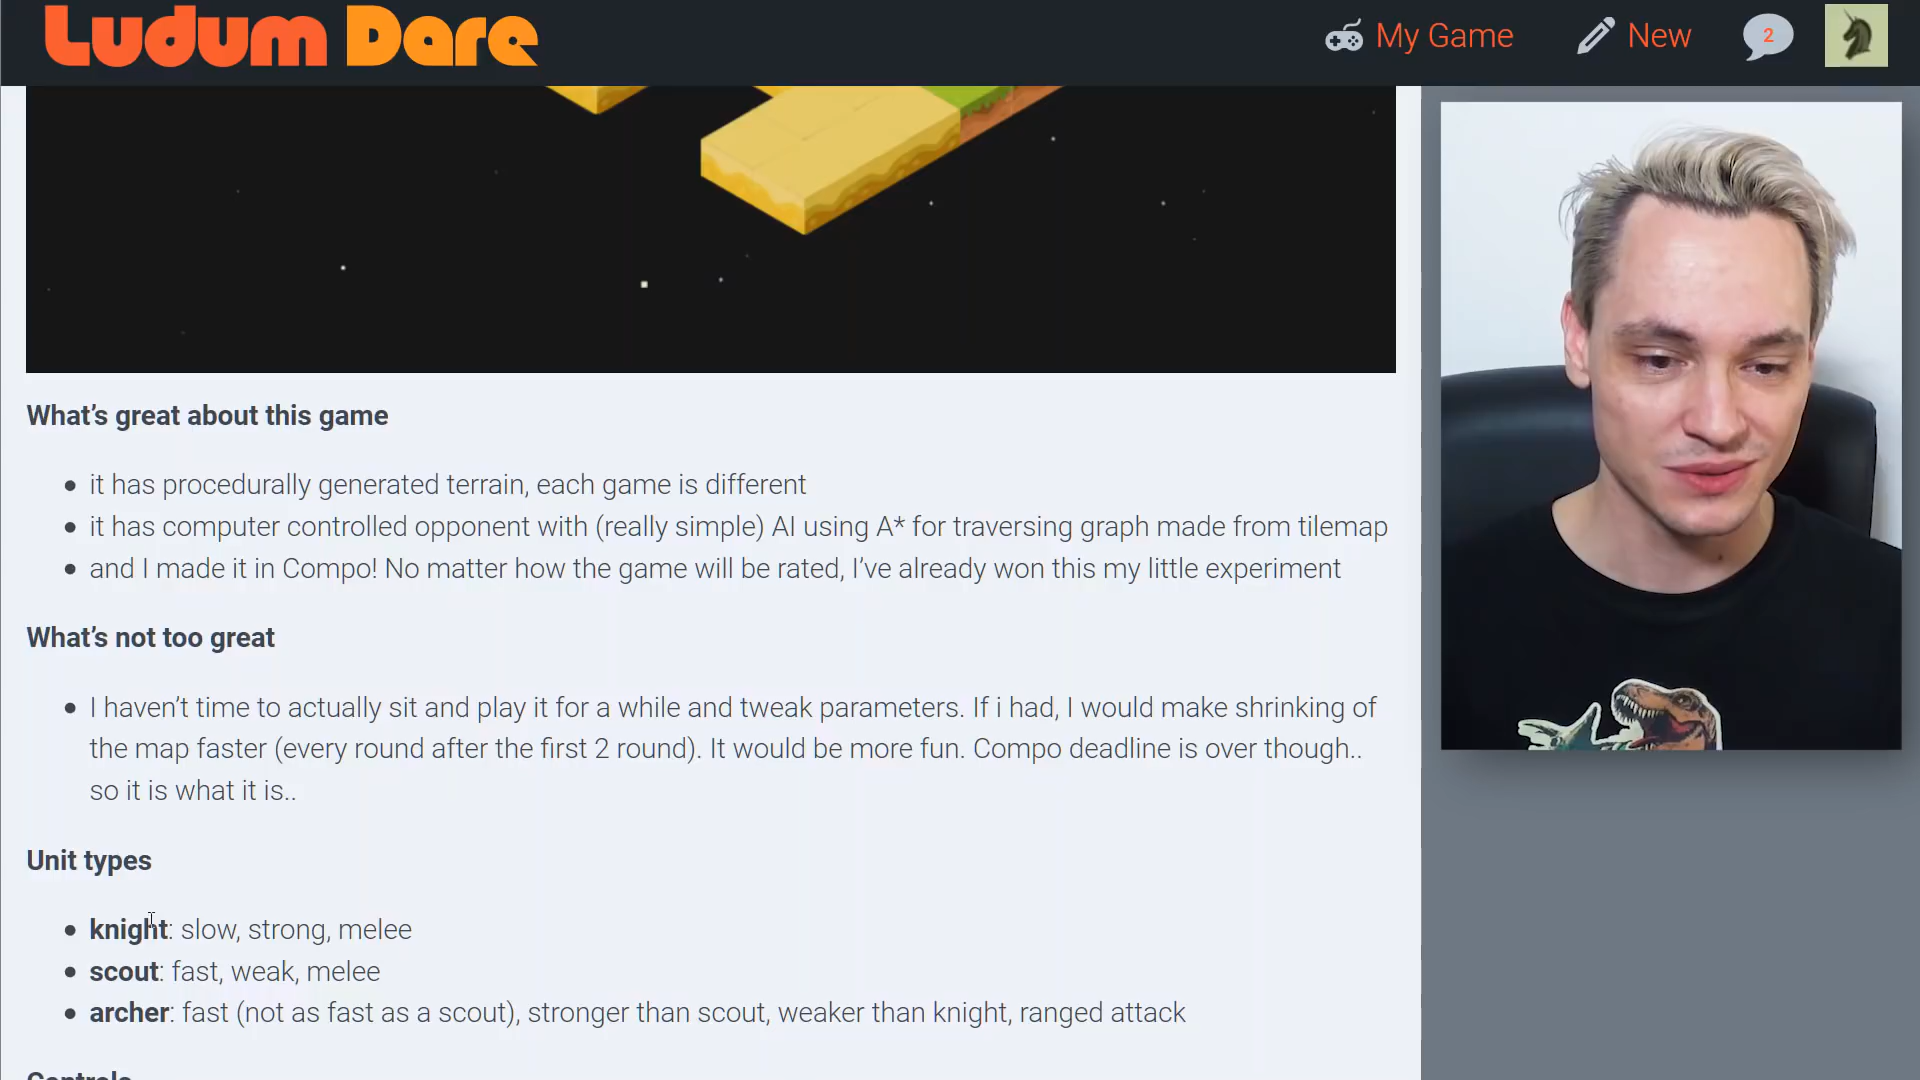 Ludum Dare
My Game
New
2
What’s great about this game
it has procedurally generated terrain, each game is different
it has computer controlled opponent with (really simple) AI using A* for traversing graph made from tilemap
and I made it in Compo! No matter how the game will be rated, I’ve already won this my little experiment
What’s not too great
I haven’t time to actually sit and play it for a while and tweak parameters. If i had, I would make shrinking of
the map faster (every round after the first 2 round). It would be more fun. Compo deadline is over though..
so it is what it is..
Unit types
knight: slow, strong, melee
scout: fast, weak, melee
archer: fast (not as fast as a scout), stronger than scout, weaker than knight, ranged attack
Controls